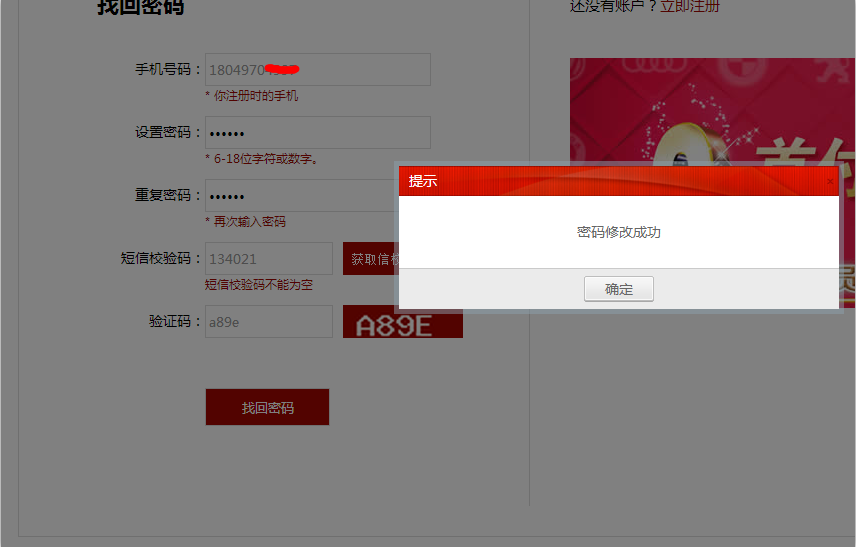 找回密码
还没有账户？立即注册
手机号码：
18049704
* 你注册时的手机
设置密码：
••••••
* 6-18位字符或数字。
重复密码：
••••••
* 再次输入密码
短信校验码：
134021
获取信
短信校验码不能为空
验证码：
a89e
A89E
找回密码
首付
提示
×
密码修改成功
确定